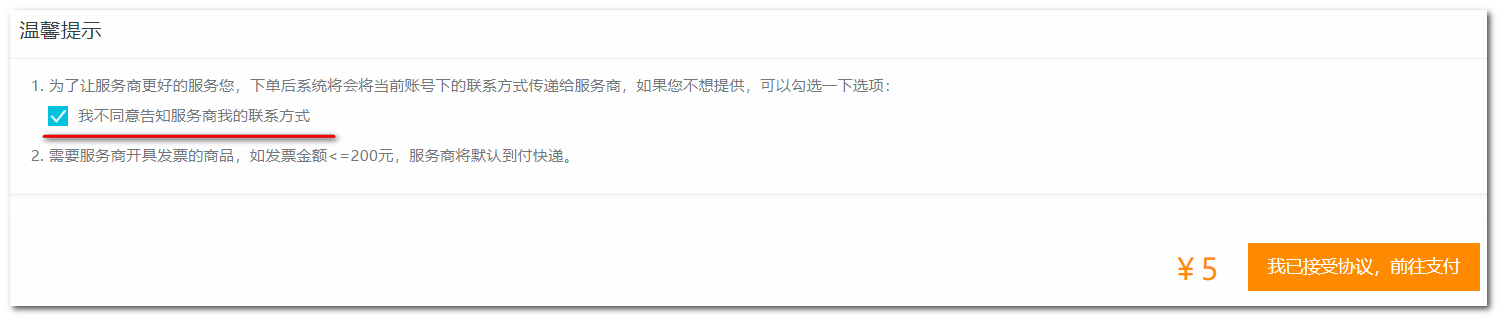 温馨提示
1. 为了让服务商更好的服务您，下单后系统将会将当前账号下的联系方式传递给服务商，如果您不想提供，可以勾选一下选项：
我不同意告知服务商我的联系方式
2. 需要服务商开具发票的商品，如发票金额<=200元，服务商将默认到付快递。
¥ 5 我已接受协议，前往支付